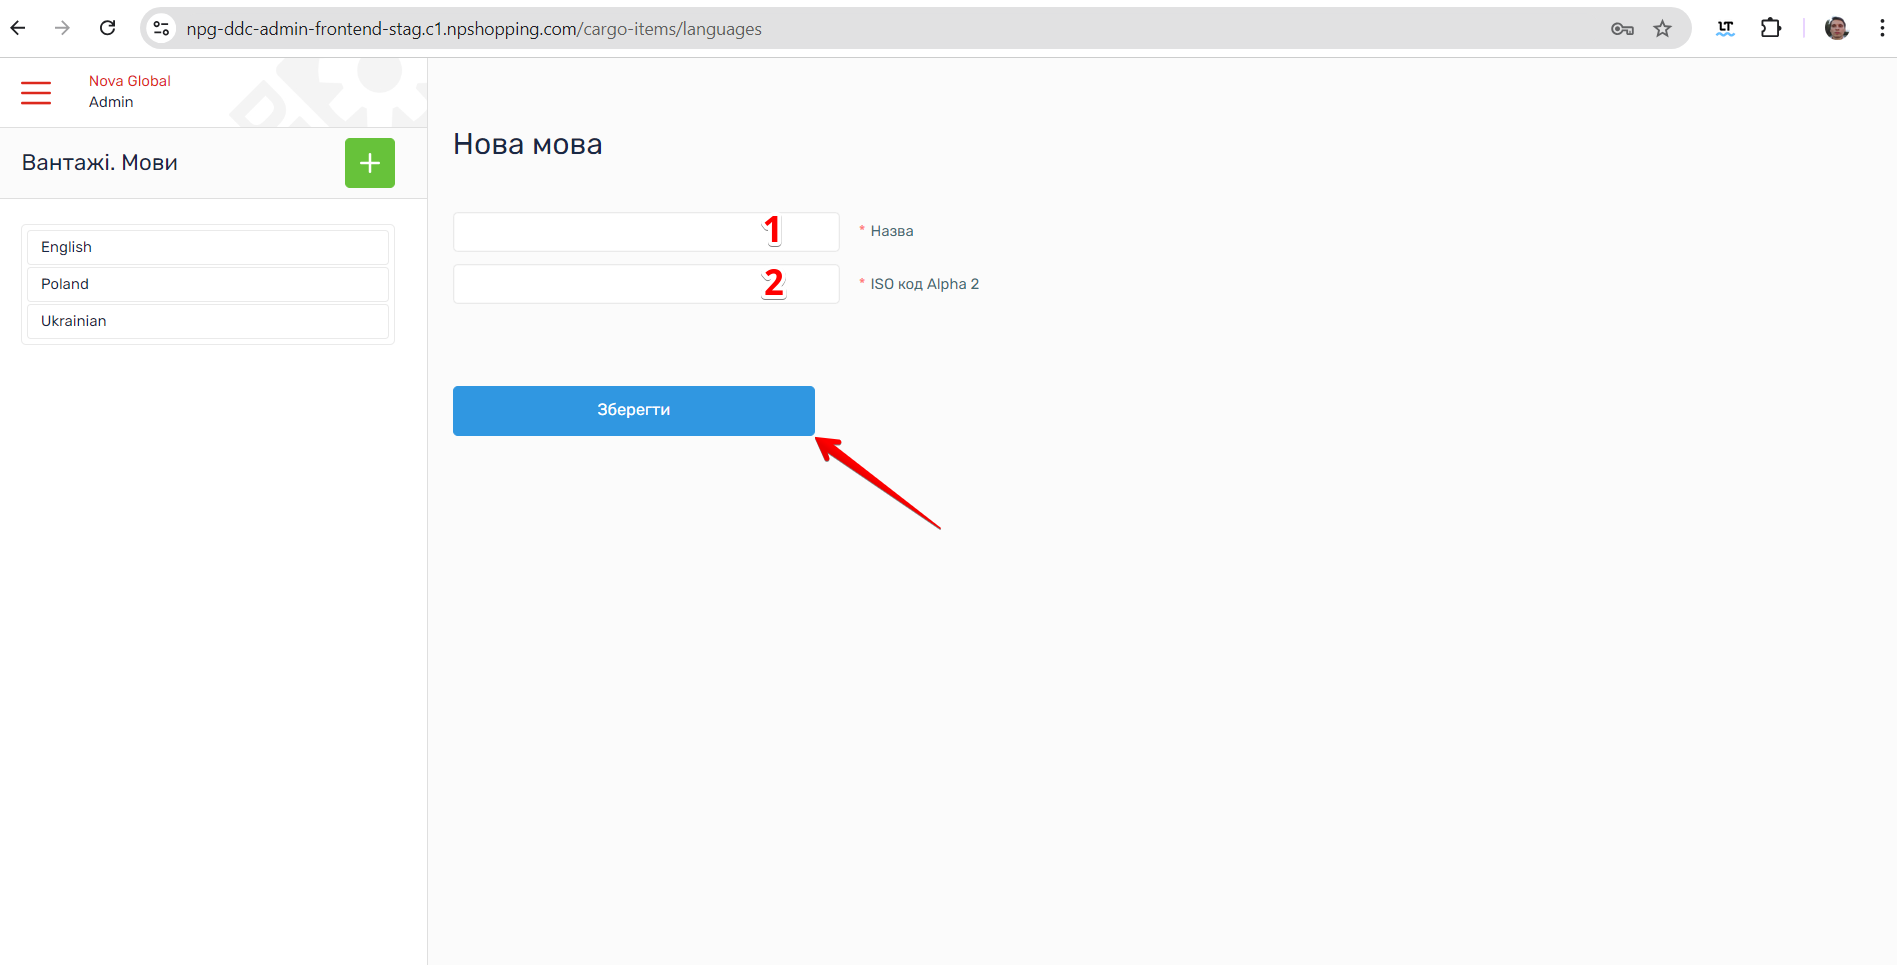 npg-ddc-admin-frontend-stag.c1.npshopping.com/cargo-items/languages
LT
Nova Global
Admin
Вантажі. Мови
English
Poland
Ukrainian
Нова мова
1
* Назва
2
* ISO код Alpha 2
Зберегти